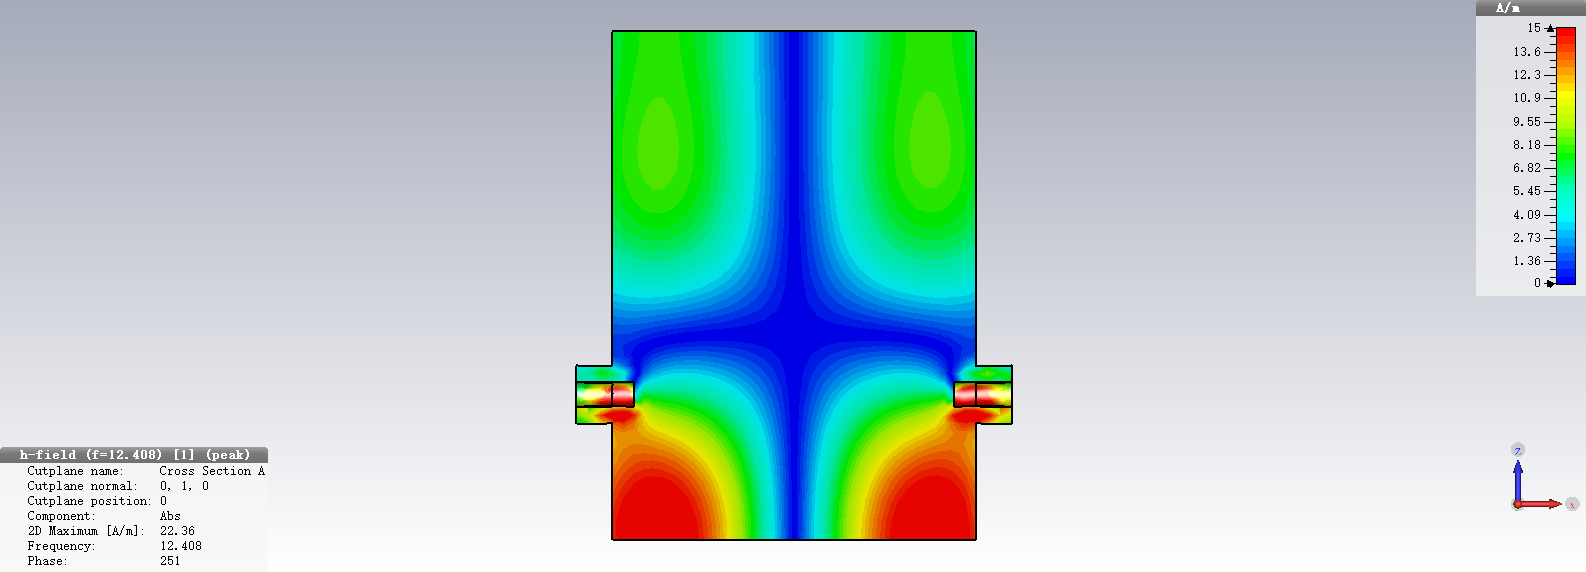 A/m
15
13.6
12.3
10.9
9.55
8.18
6.82
5.45
4.09
2.73
1.36
0
h-field (f=12.408) [1] (peak)
Cutplane name: Cross Section A
Cutplane normal: 0, 1, 0
Cutplane position: 0
Component: Abs
2D Maximum [A/m]: 22.36
Frequency: 12.408
Phase: 251
z
x